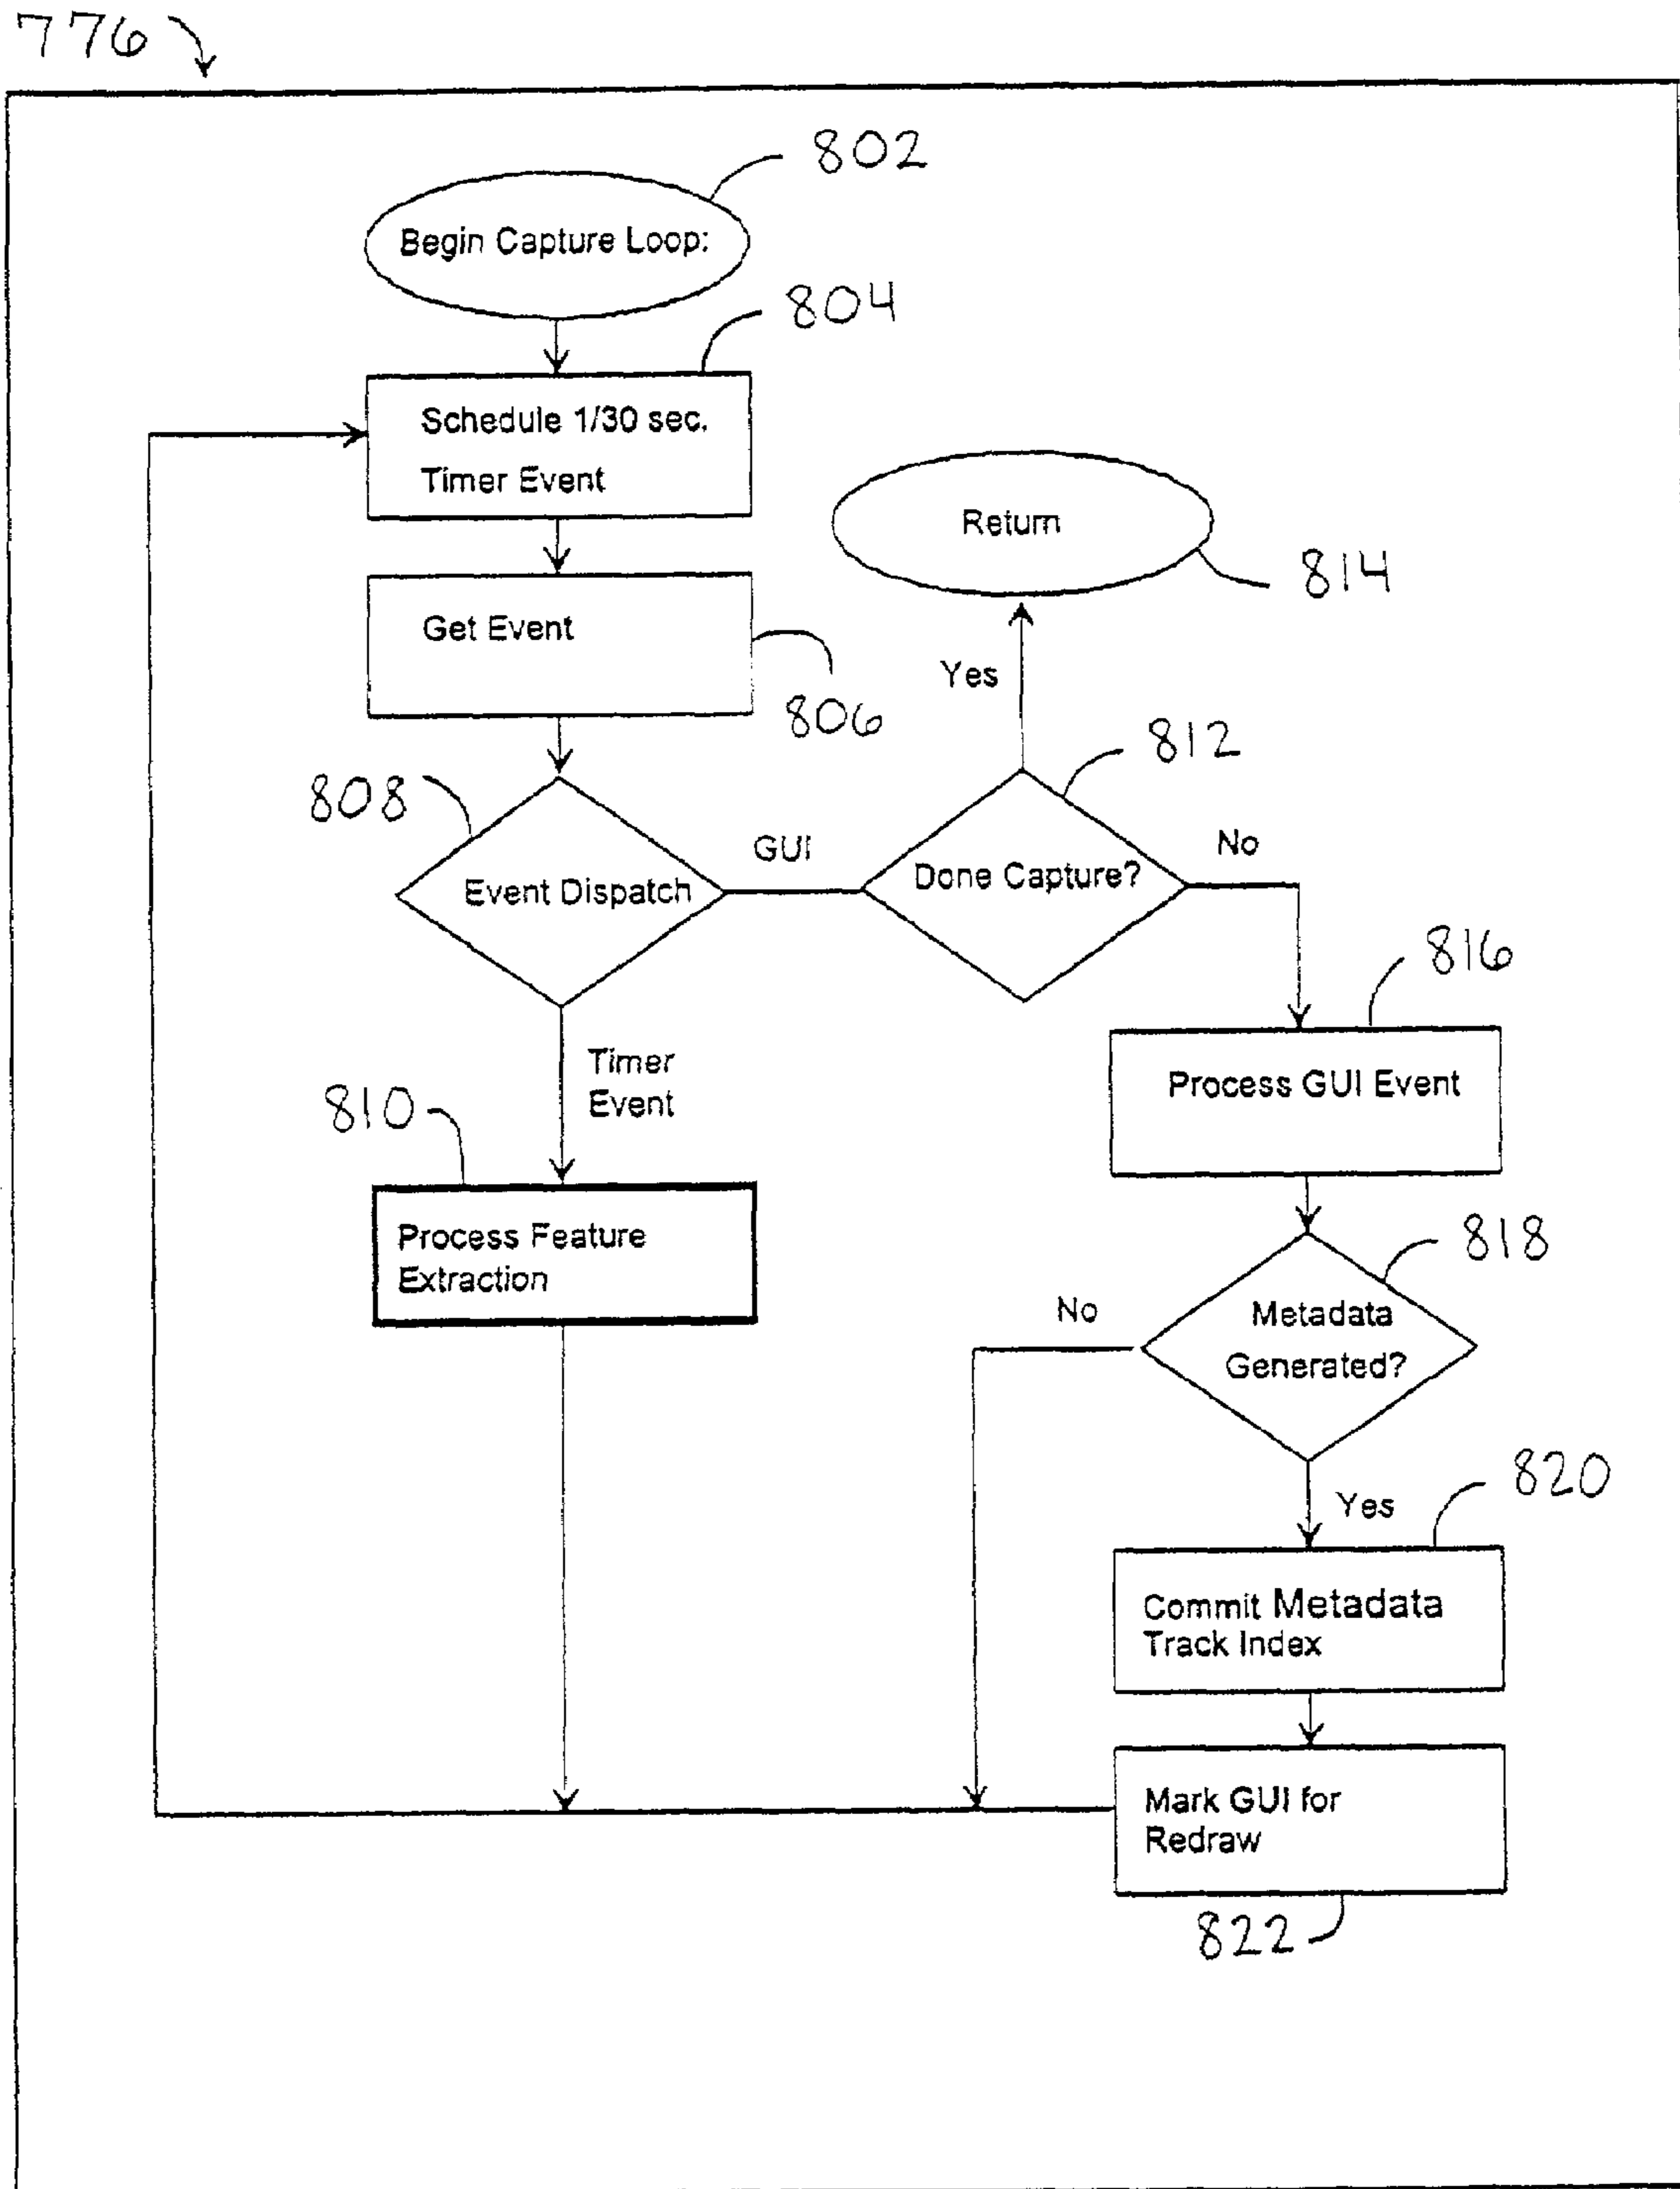 776
802
Begin Capture Loop:
804
Schedule 1/30 sec.
Timer Event
Return
814
Get Event
806
Yes
812
808
GUI
No
Event Dispatch
Done Capture?
816
Timer
Event
Process GUI Event
810
Process Feature
Extraction
818
No
Metadata
Generated?
820
Yes
Commit Metadata
Track Index
Mark GUI for
Redraw
822